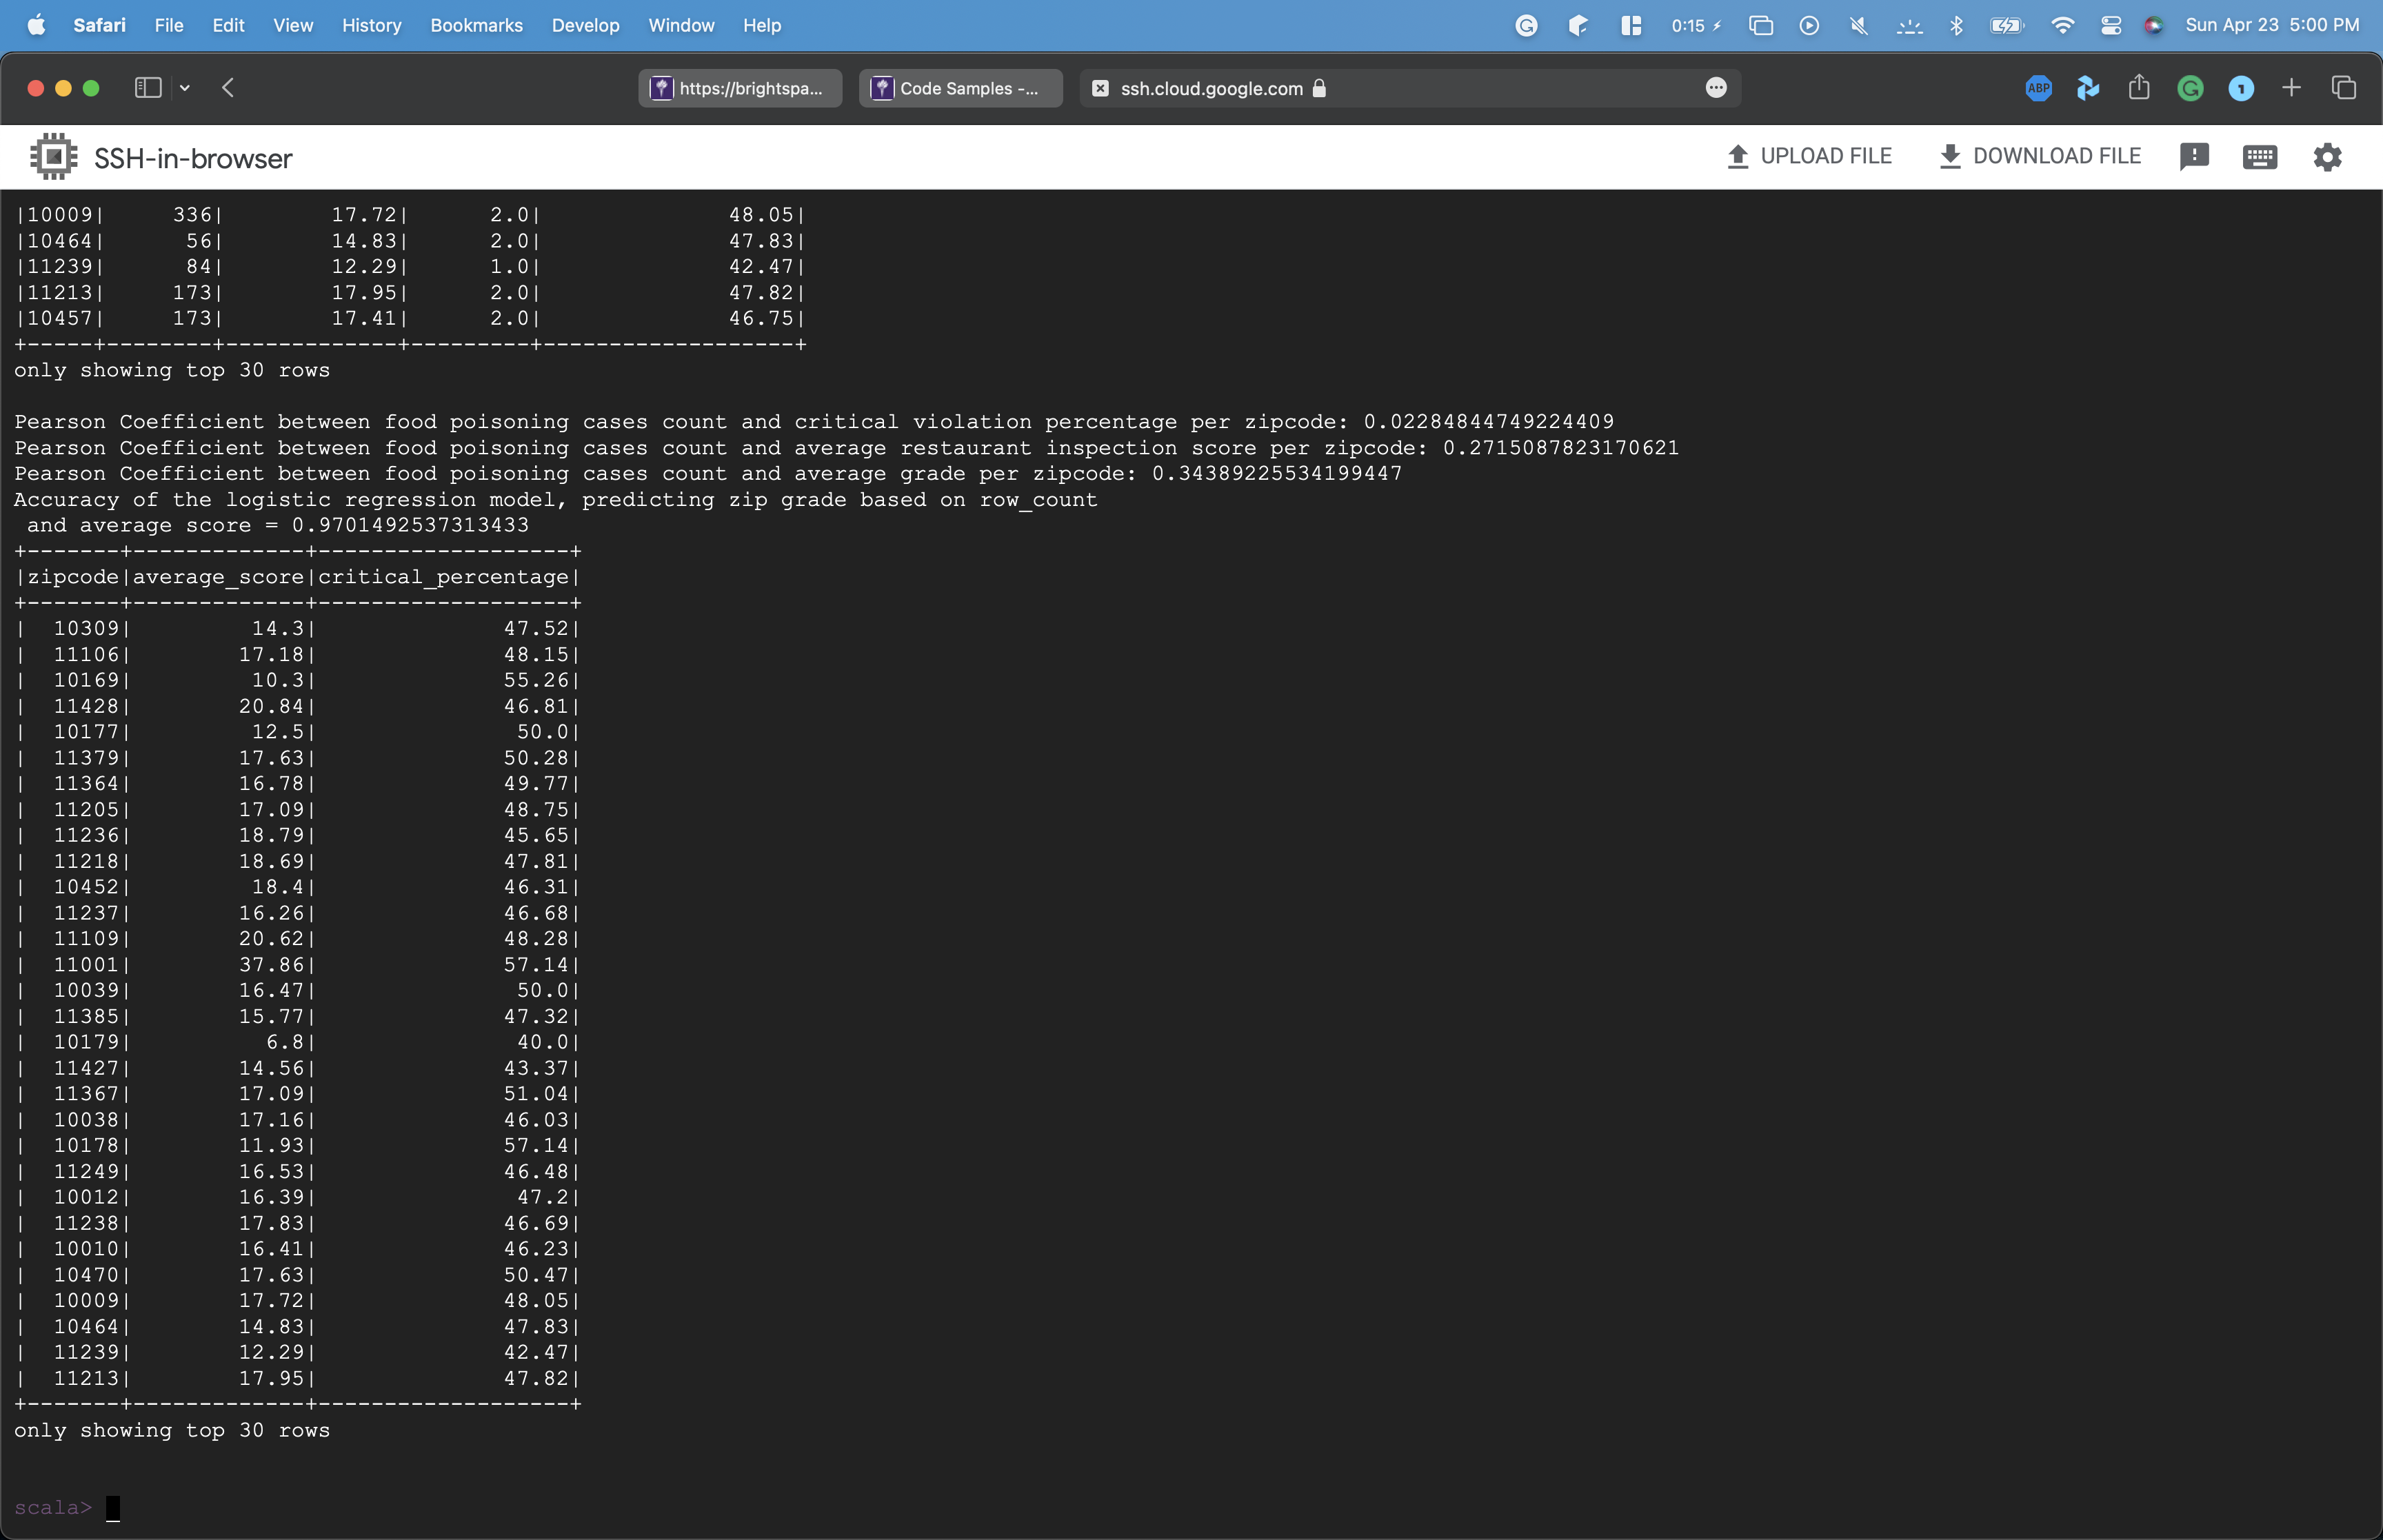 Safari File Edit View History Bookmarks Develop Window Help 0:15 Sun Apr 23 5:00 PM
https://brightspa... Code Samples -... ssh.cloud.google.com ABP 1
SSH-in-browser UPLOAD FILE DOWNLOAD FILE
|10009|     336|        17.72|      2.0|              48.05|
|10464|      56|        14.83|      2.0|              47.83|
|11239|      84|        12.29|      1.0|              42.47|
|11213|     173|        17.95|      2.0|              47.82|
|10457|     173|        17.41|      2.0|              46.75|
+-----+--------+-------------+---------+-------------------+
only showing top 30 rows
Pearson Coefficient between food poisoning cases count and critical violation percentage per zipcode: 0.02284844749224409
Pearson Coefficient between food poisoning cases count and average restaurant inspection score per zipcode: 0.2715087823170621
Pearson Coefficient between food poisoning cases count and average grade per zipcode: 0.34389225534199447
Accuracy of the logistic regression model, predicting zip grade based on row_count
 and average score = 0.9701492537313433
+-------+-------------+-------------------+
|zipcode|average_score|critical_percentage|
+-------+-------------+-------------------+
|  10309|         14.3|              47.52|
|  11106|        17.18|              48.15|
|  10169|         10.3|              55.26|
|  11428|        20.84|              46.81|
|  10177|         12.5|               50.0|
|  11379|        17.63|              50.28|
|  11364|        16.78|              49.77|
|  11205|        17.09|              48.75|
|  11236|        18.79|              45.65|
|  11218|        18.69|              47.81|
|  10452|         18.4|              46.31|
|  11237|        16.26|              46.68|
|  11109|        20.62|              48.28|
|  11001|        37.86|              57.14|
|  10039|        16.47|               50.0|
|  11385|        15.77|              47.32|
|  10179|          6.8|               40.0|
|  11427|        14.56|              43.37|
|  11367|        17.09|              51.04|
|  10038|        17.16|              46.03|
|  10178|        11.93|              57.14|
|  11249|        16.53|              46.48|
|  10012|        16.39|               47.2|
|  11238|        17.83|              46.69|
|  10010|        16.41|              46.23|
|  10470|        17.63|              50.47|
|  10009|        17.72|              48.05|
|  10464|        14.83|              47.83|
|  11239|        12.29|              42.47|
|  11213|        17.95|              47.82|
+-------+-------------+-------------------+
only showing top 30 rows
scala>